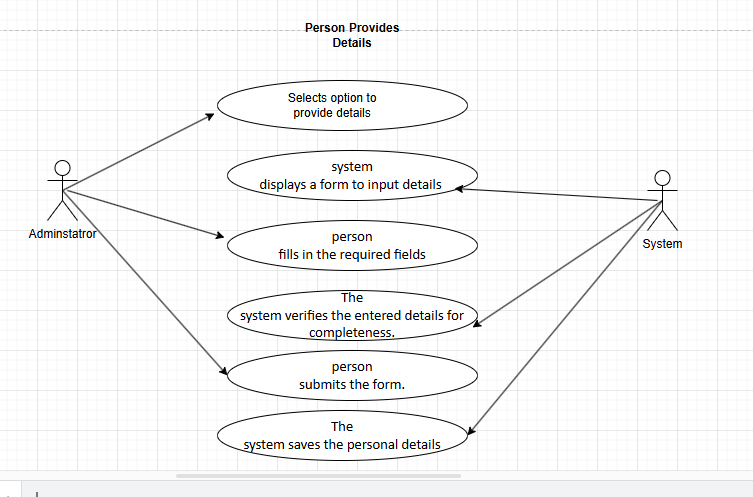 Person Provides
Details
Selects option to
provide details
system
displays a form to input details
Adminstatror
person
fills in the required fields
System
The
system verifies the entered details for
completeness.
person
submits the form.
The
system saves the personal details